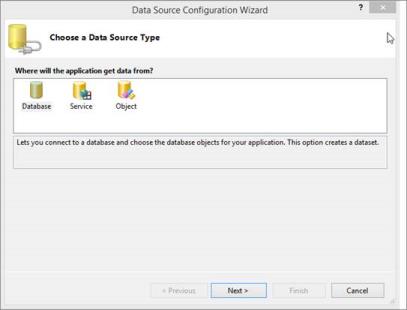 Data Source Configuration Wizard
?
Choose a Data Source Type
Where will the application get data from?
Database Service Object
Lets you connect to a database and choose the database objects for your application. This option creates a dataset.
< Previous Next > Finish Cancel